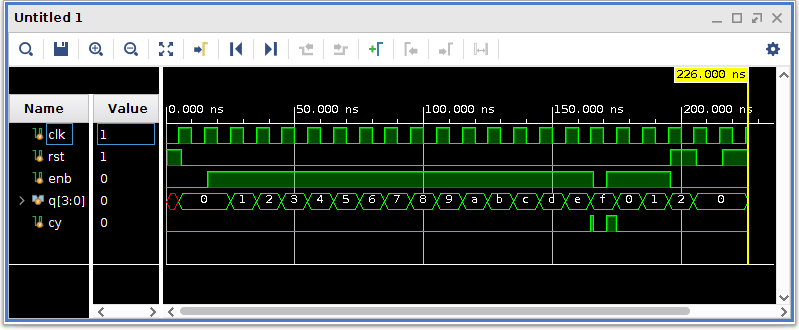 Untitled 1
226.000 ns
Name Value
0.000 ns 50.000 ns 100.000 ns 150.000 ns 200.000 ns
clk 1
rst 1
enb 0
q[3:0] 0 0 1 2 3 4 5 6 7 8 9 a b c d e f 0 1 2 0
cy 0